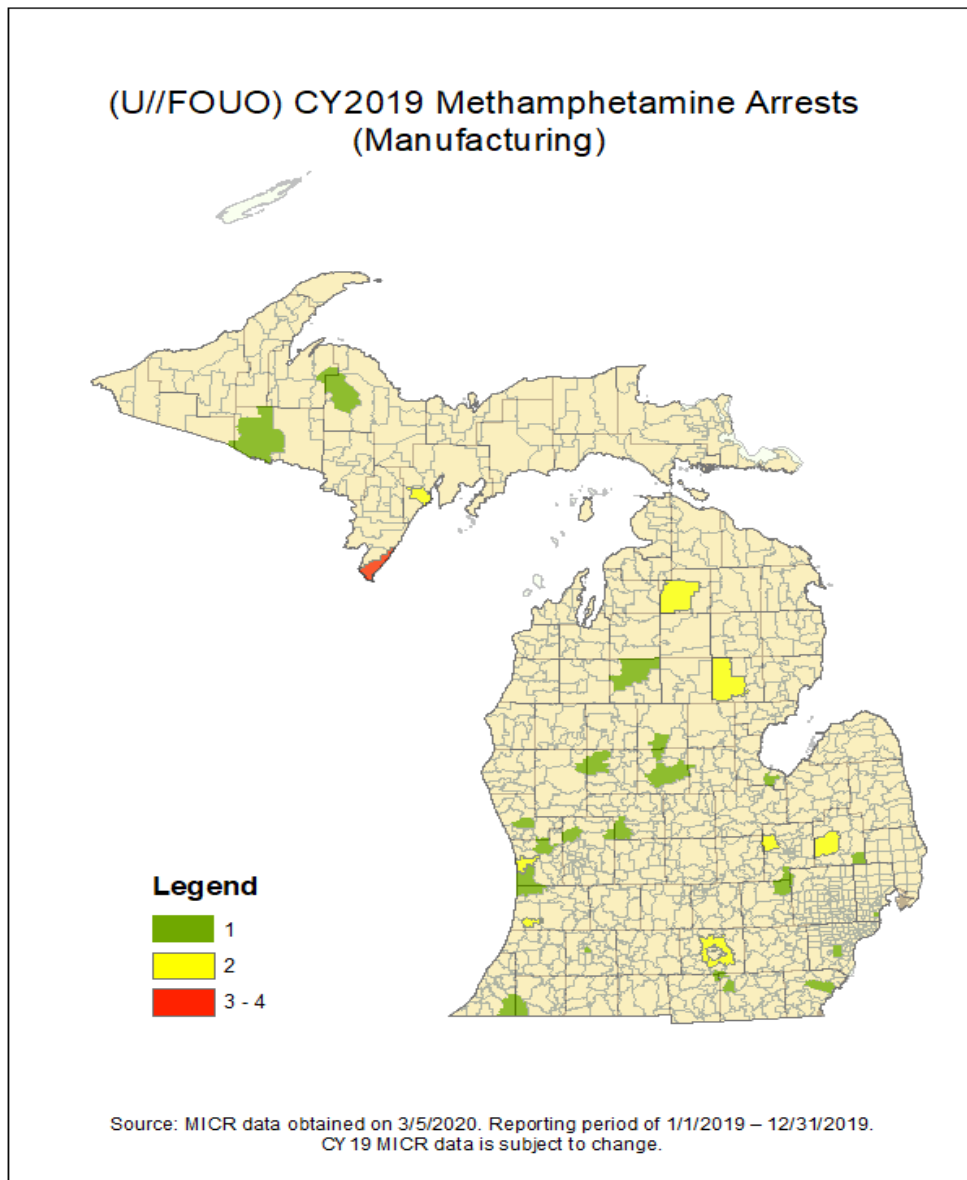 (U//FOUO) CY2019 Methamphetamine Arrests
(Manufacturing)
Legend
1
2
3 - 4
Source: MICR data obtained on 3/5/2020. Reporting period of 1/1/2019 – 12/31/2019.
CY 19 MICR data is subject to change.